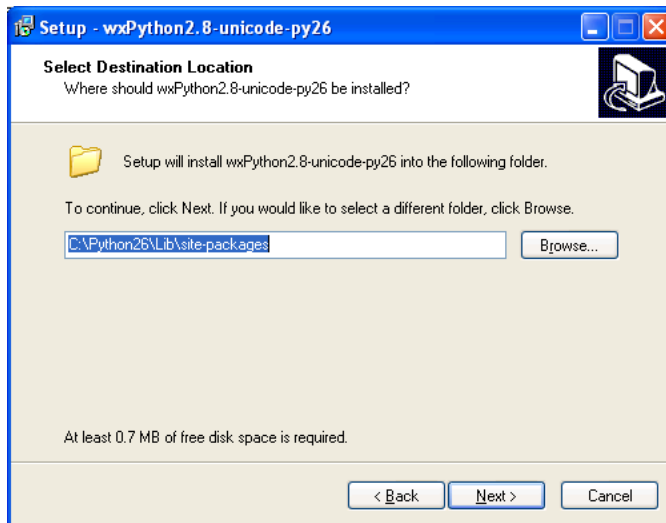 Setup - wxPython2.8-unicode-py26
Select Destination Location
Where should wxPython2.8-unicode-py26 be installed?
Setup will install wxPython2.8-unicode-py26 into the following folder.
To continue, click Next. If you would like to select a different folder, click Browse.
C:\Python26\Lib\site-packages
Browse...
At least 0.7 MB of free disk space is required.
< Back
Next >
Cancel